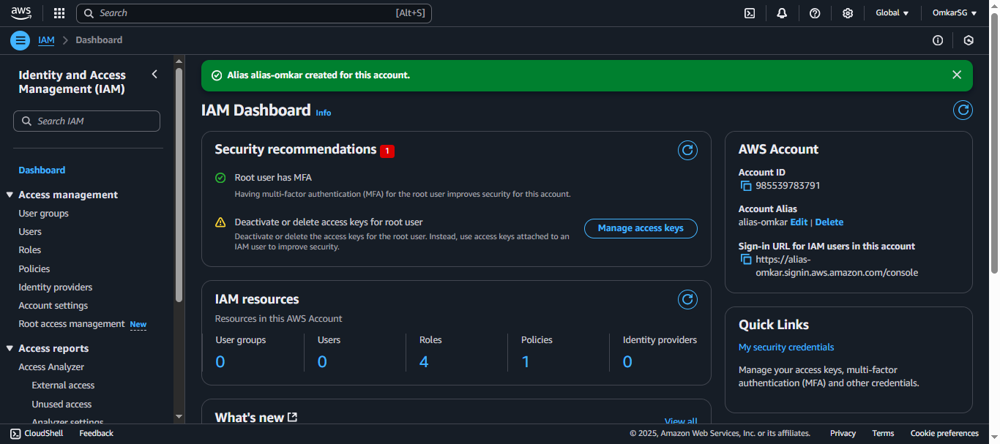 aws
Search
[Alt+S]
Global
OmkarSG
IAM
Dashboard
Identity and Access
Management (IAM)
Search IAM
Dashboard
Access management
User groups
Users
Roles
Policies
Identity providers
Account settings
Root access management New
Access reports
Access Analyzer
External access
Unused access
Analyzer settings
Alias alias-omkar created for this account.
IAM Dashboard Info
Security recommendations 1
Root user has MFA
Having multi-factor authentication (MFA) for the root user improves security for this account.
Deactivate or delete access keys for root user
Deactivate or delete the access keys for the root user. Instead, use access keys attached to an
IAM user to improve security.
Manage access keys
IAM resources
Resources in this AWS Account
User groups
0
Users
0
Roles
4
Policies
1
Identity providers
0
What's new
View all
AWS Account
Account ID
985539783791
Account Alias
alias-omkar Edit | Delete
Sign-in URL for IAM users in this account
https://alias-
omkar.signin.aws.amazon.com/console
Quick Links
My security credentials
Manage your access keys, multi-factor
authentication (MFA) and other credentials.
CloudShell
Feedback
© 2025, Amazon Web Services, Inc. or its affiliates.
Privacy
Terms
Cookie preferences